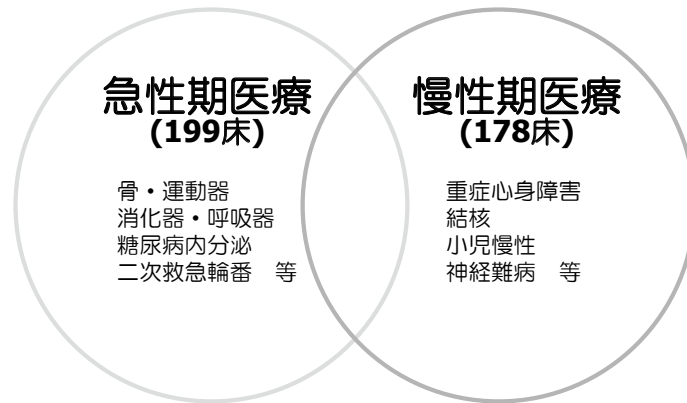 急性期医療
(199床)
骨・運動器
消化器・呼吸器
糖尿病内分泌
二次救急輪番　等
慢性期医療
(178床)
重症心身障害
結核
小児慢性
神経難病　等